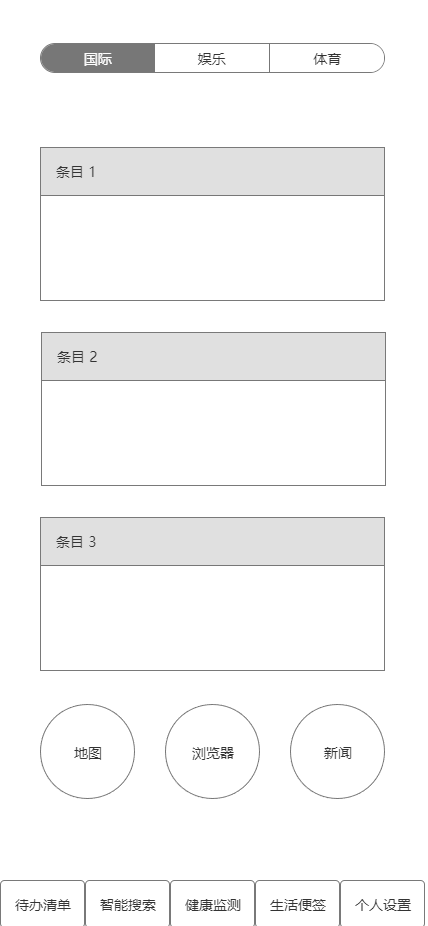 国际 娱乐 体育
条目 1
条目 2
条目 3
地图 浏览器 新闻
待办清单 智能搜索 健康监测 生活便签 个人设置